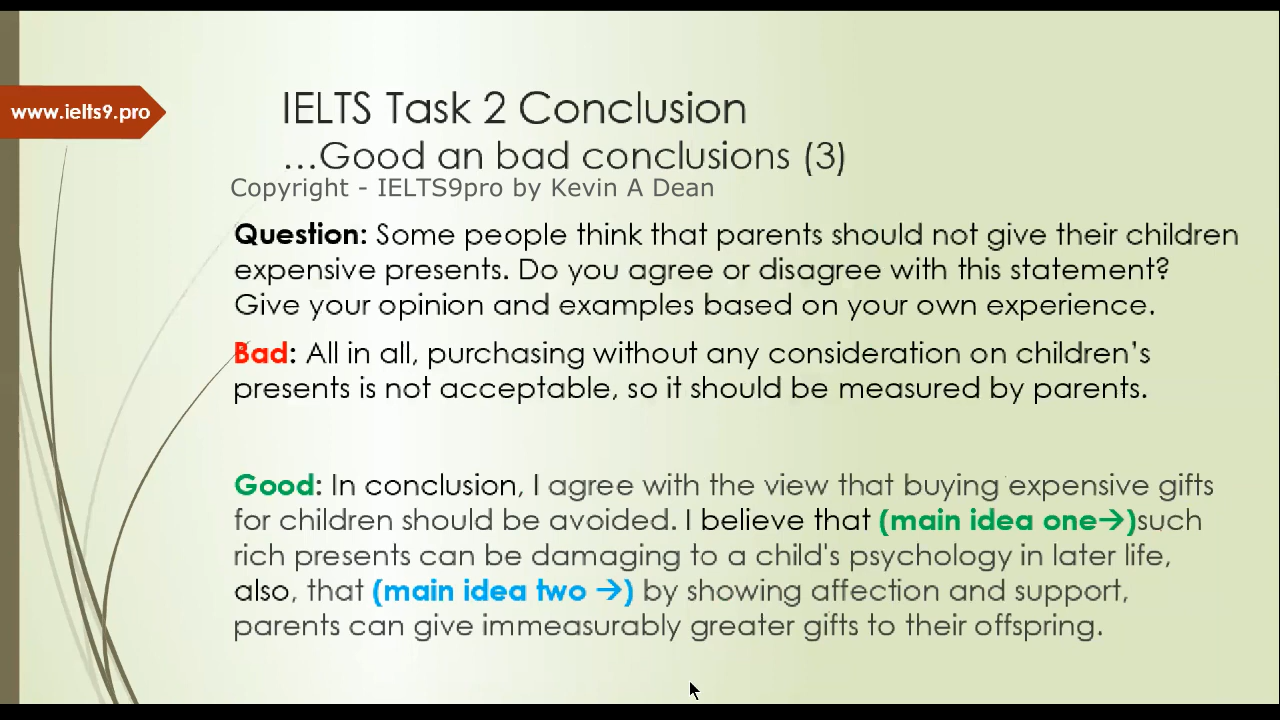 www.ielts9.pro
IELTS Task 2 Conclusion
…Good an bad conclusions (3)
Copyright - IELTS9pro by Kevin A Dean
Question: Some people think that parents should not give their children
expensive presents. Do you agree or disagree with this statement?
Give your opinion and examples based on your own experience.
Bad: All in all, purchasing without any consideration on children’s
presents is not acceptable, so it should be measured by parents.
Good: In conclusion, I agree with the view that buying expensive gifts
for children should be avoided. I believe that (main idea one→)such
rich presents can be damaging to a child's psychology in later life,
also, that (main idea two →) by showing affection and support,
parents can give immeasurably greater gifts to their offspring.